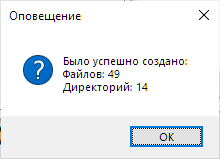 Оповещение
Было успешно создано:
Файлов: 49
Директорий: 14
OK